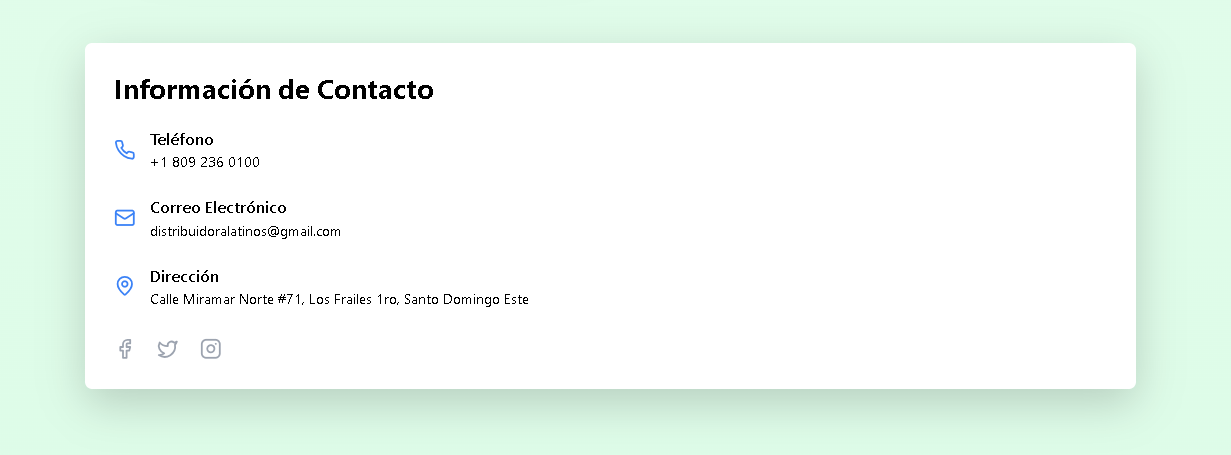 Información de Contacto
Teléfono
+1 809 236 0100
Correo Electrónico
distribuidoralatinos@gmail.com
Dirección
Calle Miramar Norte #71, Los Frailes 1ro, Santo Domingo Este